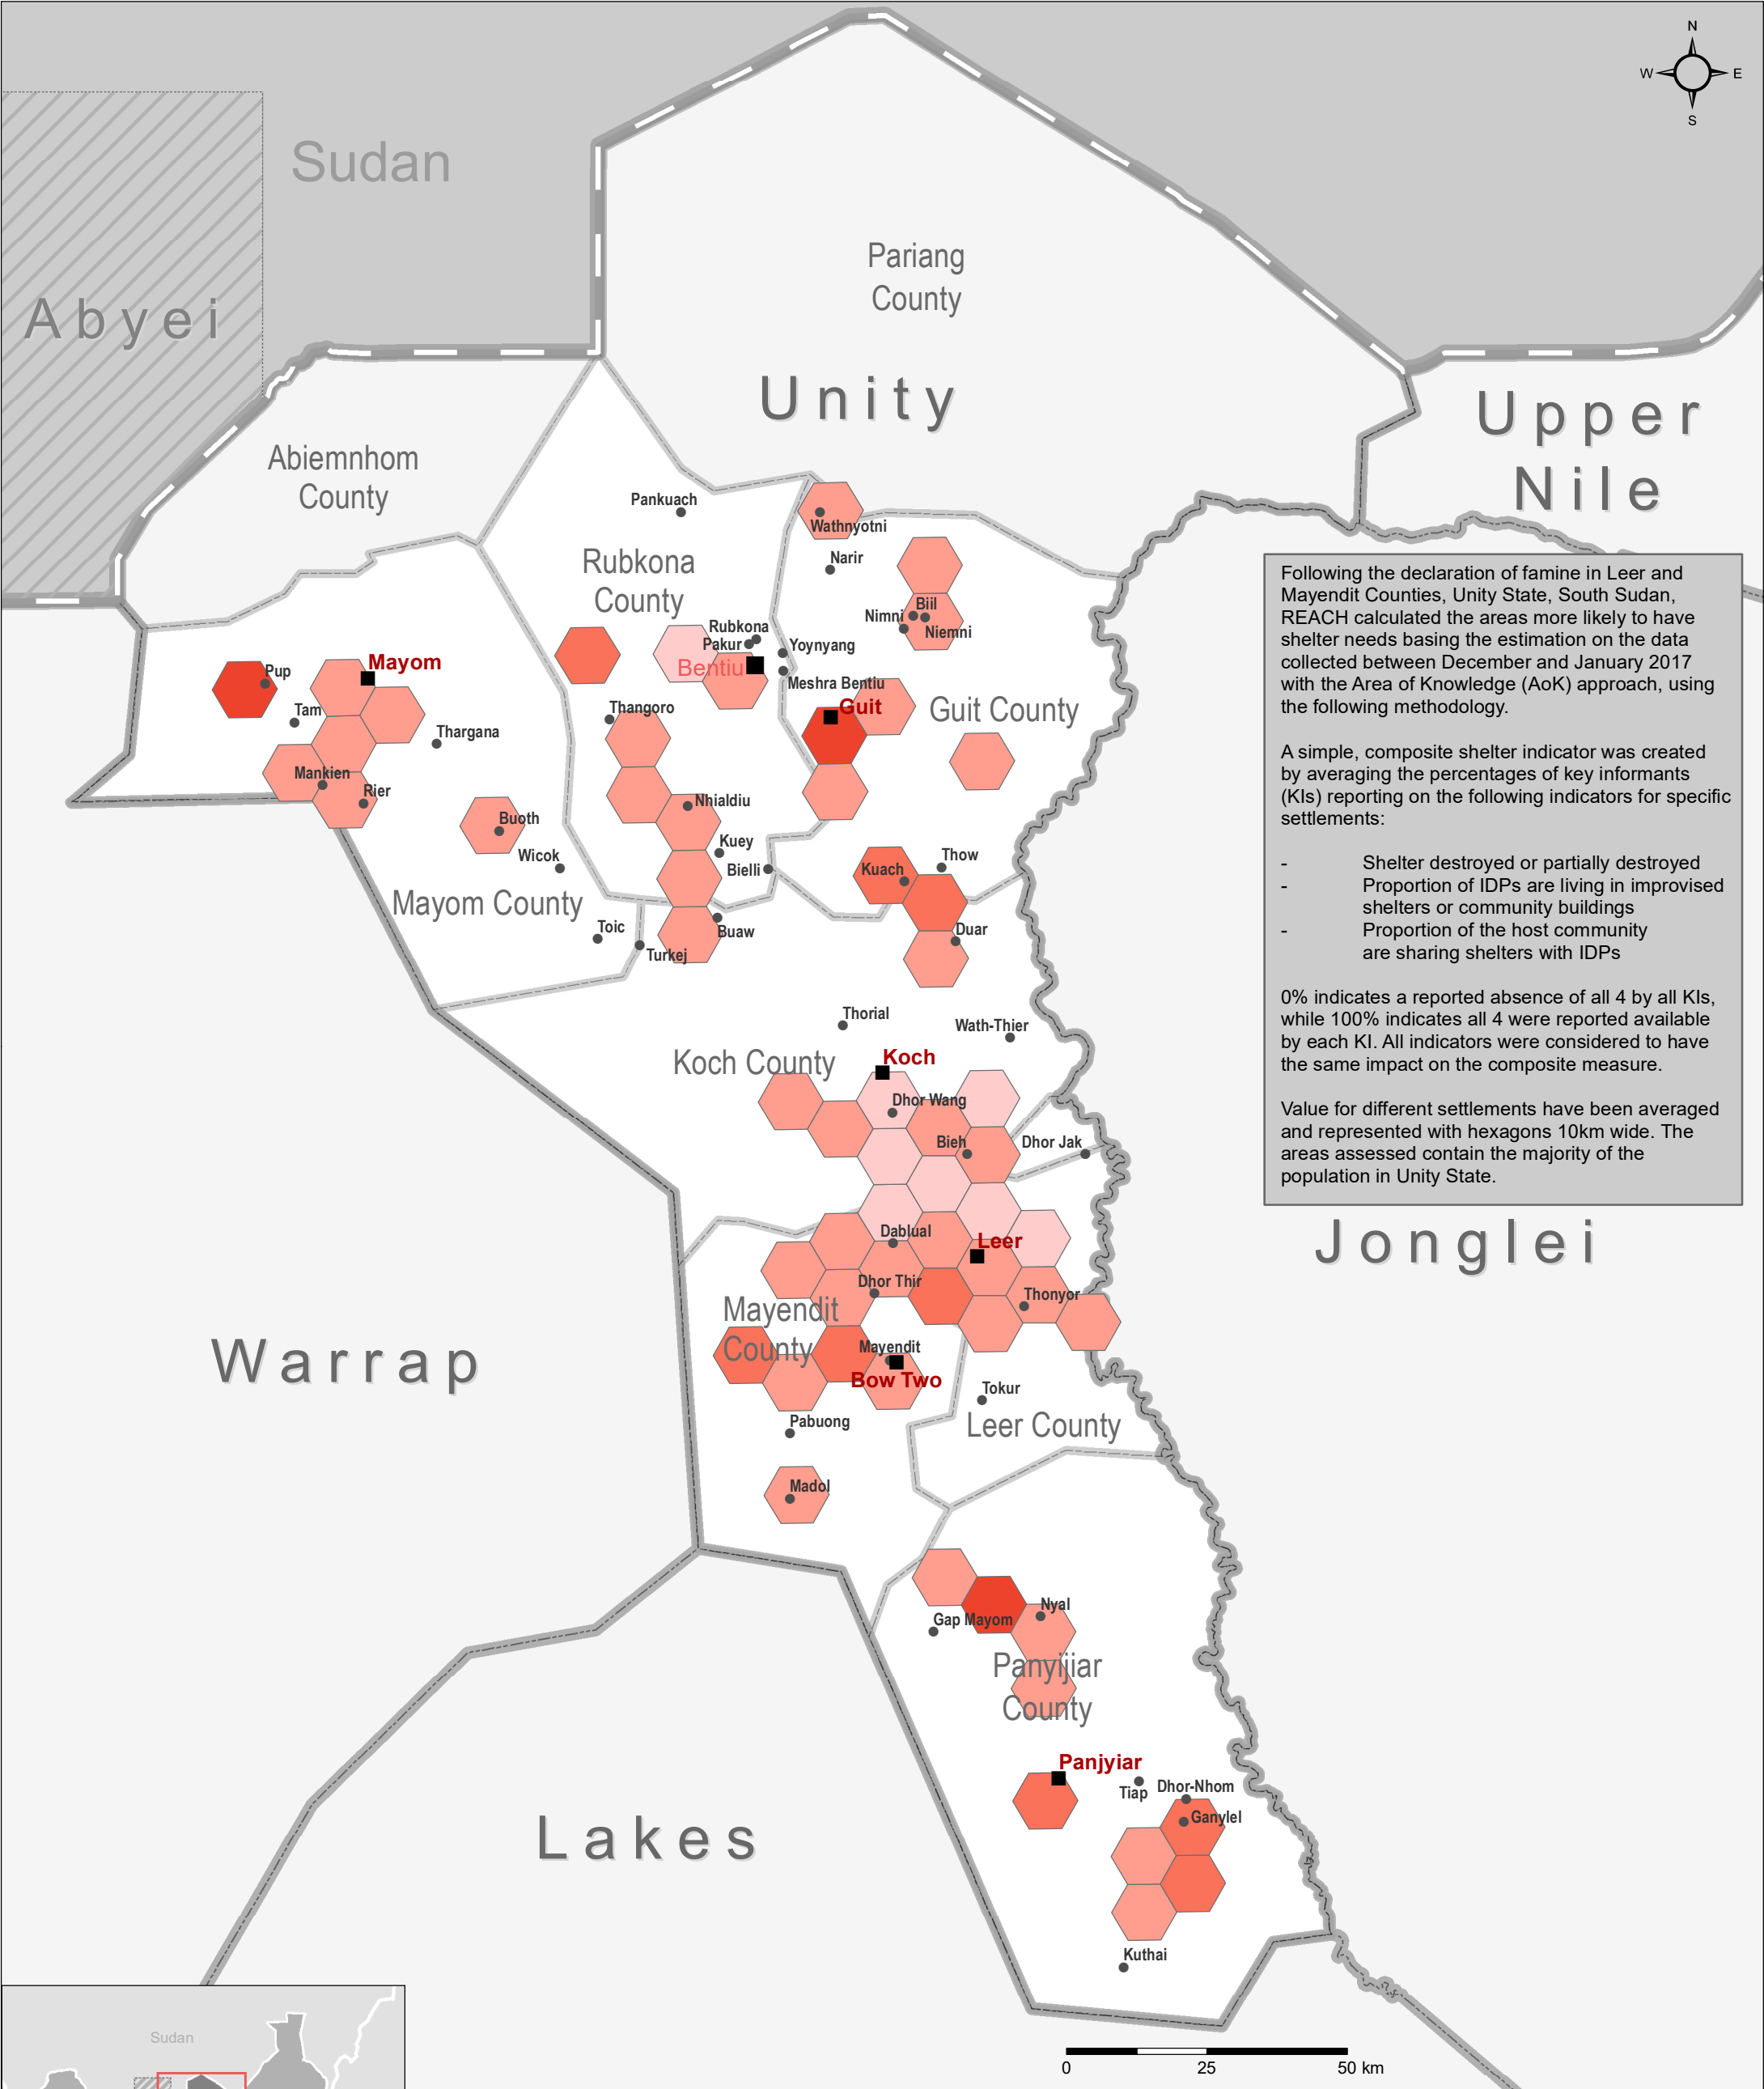 N
W
E
S
Sudan
Abyei
Pariang
County
Unity
Upper
Nile
Abiemnhom
County
Pankuach
Wathnyotni
Narir
Rubkona
County
Biil
Nimni
Niemni
Rubkona
Pakur
Yoynyang
Bentiu
Meshra Bentiu
Mayom
Pup
Tam
Thargana
Thangoro
Guit
Guit County
Mankien
Rier
Nhialdiu
Buoth
Kuey
Wicok
Bielli
Thow
Kuach
Mayom County
Toic
Buaw
Duar
Turkej
Following the declaration of famine in Leer and
Mayendit Counties, Unity State, South Sudan,
REACH calculated the areas more likely to have
shelter needs basing the estimation on the data
collected between December and January 2017
with the Area of Knowledge (AoK) approach, using
the following methodology.
A simple, composite shelter indicator was created
by averaging the percentages of key informants
(KIs) reporting on the following indicators for specific
settlements:
- Shelter destroyed or partially destroyed
- Proportion of IDPs are living in improvised
shelters or community buildings
- Proportion of the host community
are sharing shelters with IDPs
0% indicates a reported absence of all 4 by all KIs,
while 100% indicates all 4 were reported available
by each KI. All indicators were considered to have
the same impact on the composite measure.
Value for different settlements have been averaged
and represented with hexagons 10km wide. The
areas assessed contain the majority of the
population in Unity State.
Thorial
Wath-Thier
Koch County
Koch
Dhor Wang
Bieh
Dhor Jak
Jonglei
Dablual
Leer
Dhor Thir
Thonyor
Mayendit
County
Mayendit
Bow Two
Warrap
Tokur
Leer County
Pabuong
Madol
Nyal
Gap Mayom
Panyijiar
County
Panjyiar
Tiap
Dhor-Nhom
Ganylel
Lakes
Kuthai
Sudan
0
25
50 km